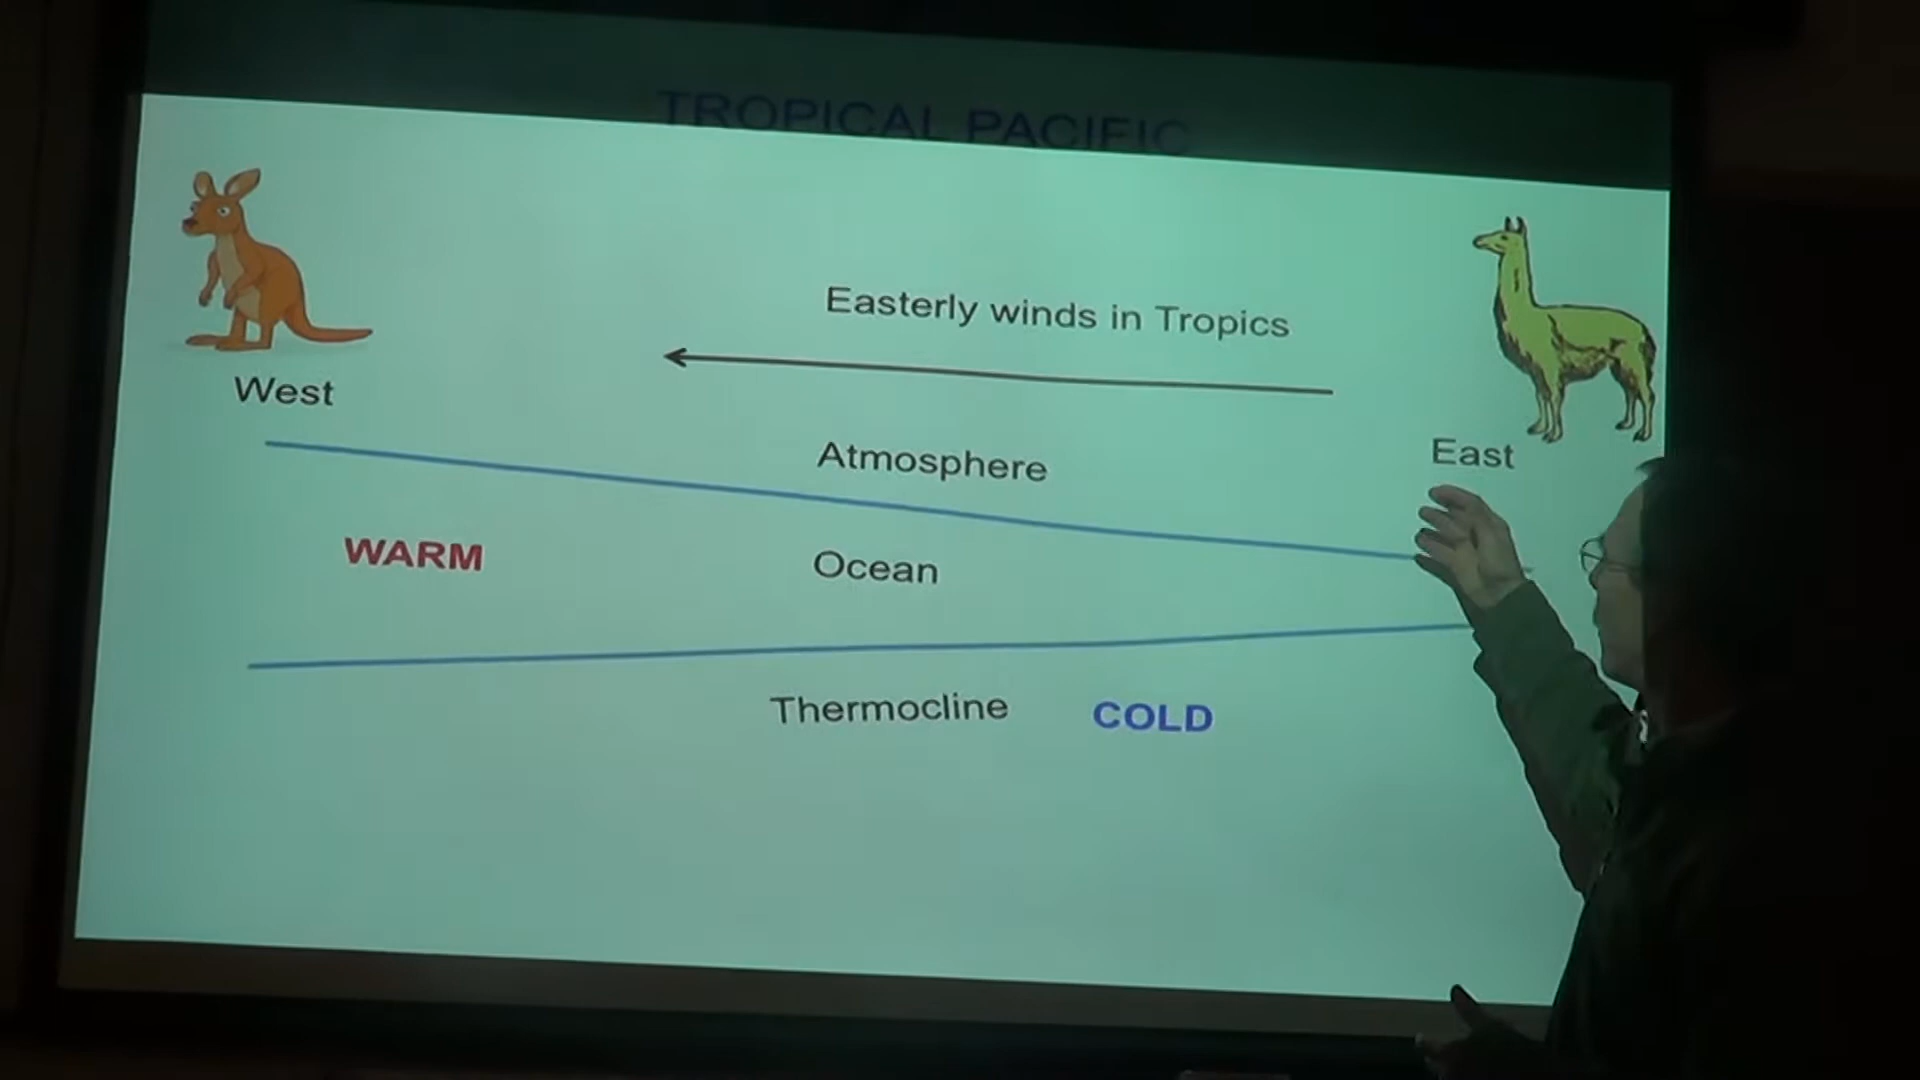 TROPICAL PACIFIC
Easterly winds in Tropics
West
Atmosphere
East
WARM
Ocean
Thermocline
COLD